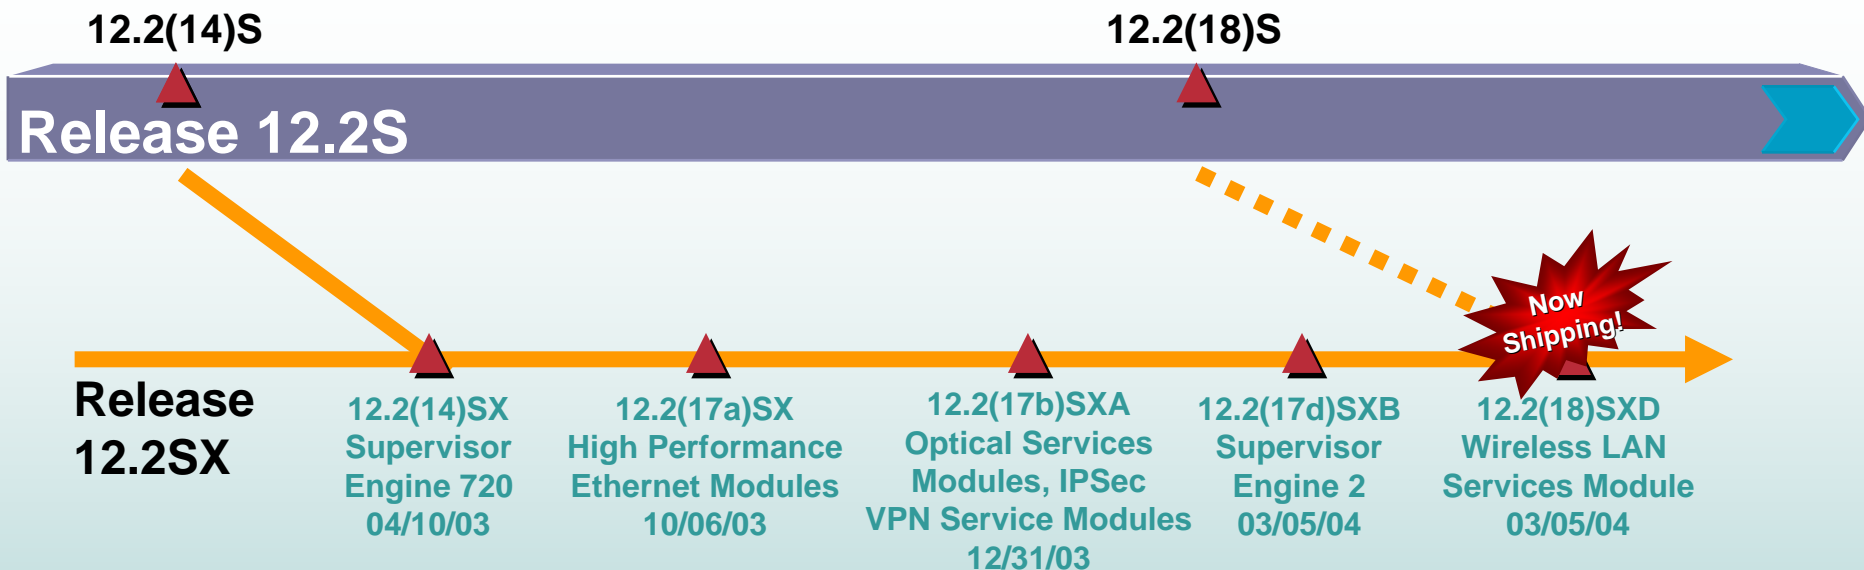 12.2(14)S
12.2(18)S
Release 12.2S
Now
Shipping!
Release
12.2SX
12.2(14)SX
Supervisor
Engine 720
04/10/03
12.2(17a)SX
High Performance
Ethernet Modules
10/06/03
12.2(17b)SXA
Optical Services
Modules, IPSec
VPN Service Modules
12/31/03
12.2(17d)SXB
Supervisor
Engine 2
03/05/04
12.2(18)SXD
Wireless LAN
Services Module
03/05/04